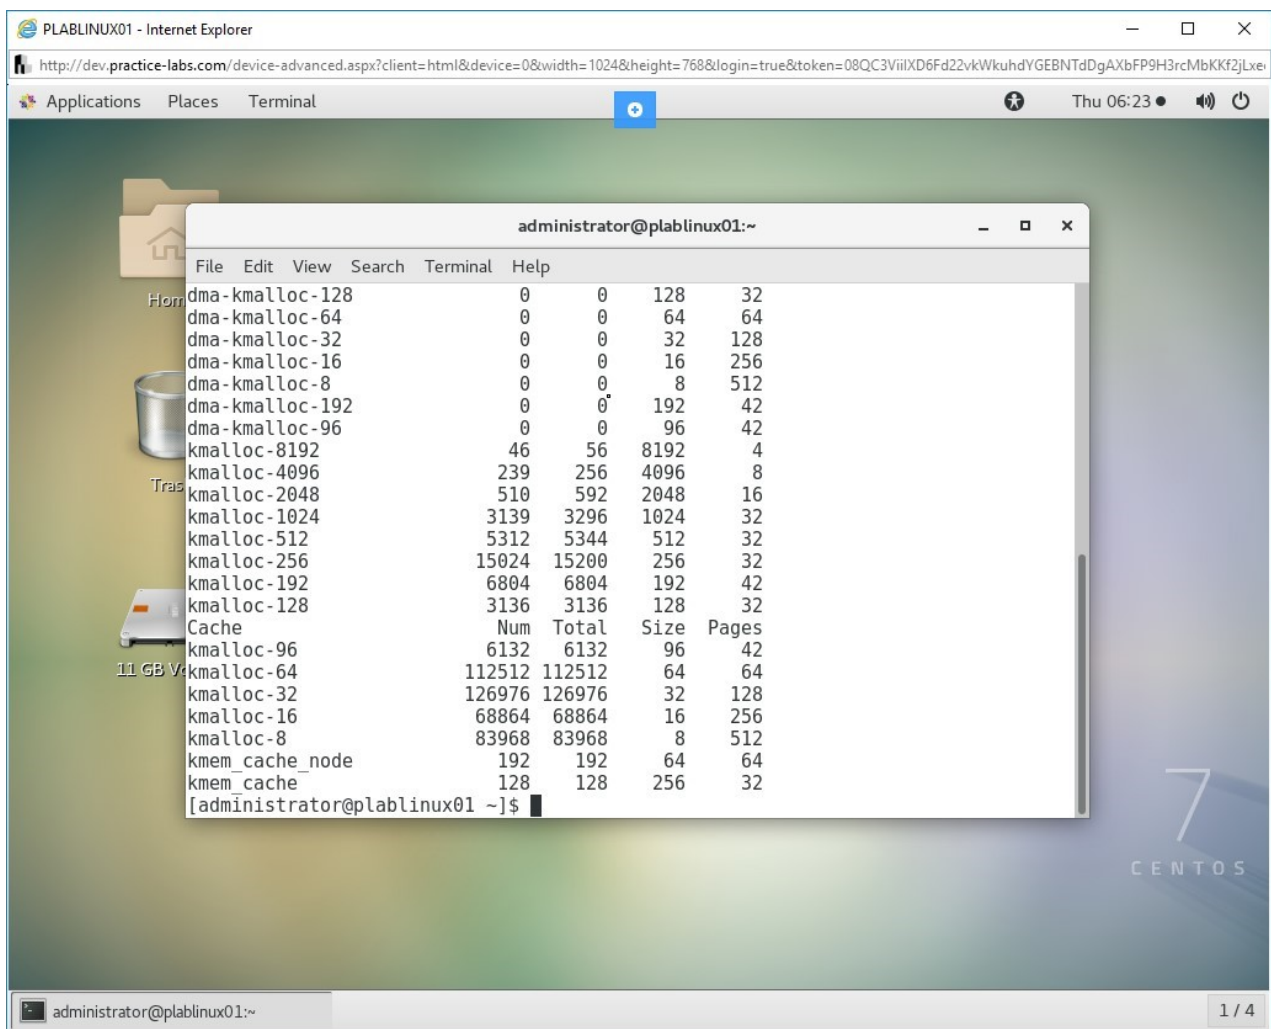 PLABLINUX01 - Internet Explorer
http://dev.practice-labs.com/device-advanced.aspx?client=html&device=0&width=1024&height=768&login=true&token=08QC3ViilXD6Fd22vkWkuhdYGEBNTdDgAXbFP9H3rcMbKKf2jLxe
Applications Places Terminal Thu 06:23
administrator@plablinux01:~
File Edit View Search Terminal Help
dma-kmalloc-128 0 0 128 32
dma-kmalloc-64 0 0 64 64
dma-kmalloc-32 0 0 32 128
dma-kmalloc-16 0 0 16 256
dma-kmalloc-8 0 0 8 512
dma-kmalloc-192 0 0 192 42
dma-kmalloc-96 0 0 96 42
kmalloc-8192 46 56 8192 4
kmalloc-4096 239 256 4096 8
kmalloc-2048 510 592 2048 16
kmalloc-1024 3139 3296 1024 32
kmalloc-512 5312 5344 512 32
kmalloc-256 15024 15200 256 32
kmalloc-192 6804 6804 192 42
kmalloc-128 3136 3136 128 32
Cache Num Total Size Pages
kmalloc-96 6132 6132 96 42
kmalloc-64 112512 112512 64 64
kmalloc-32 126976 126976 32 128
kmalloc-16 68864 68864 16 256
kmalloc-8 83968 83968 8 512
kmem_cache_node 192 192 64 64
kmem_cache 128 128 256 32
[administrator@plablinux01 ~]$
Hom
Tras
11 GB V
7
CENTOS
administrator@plablinux01:~
1 / 4